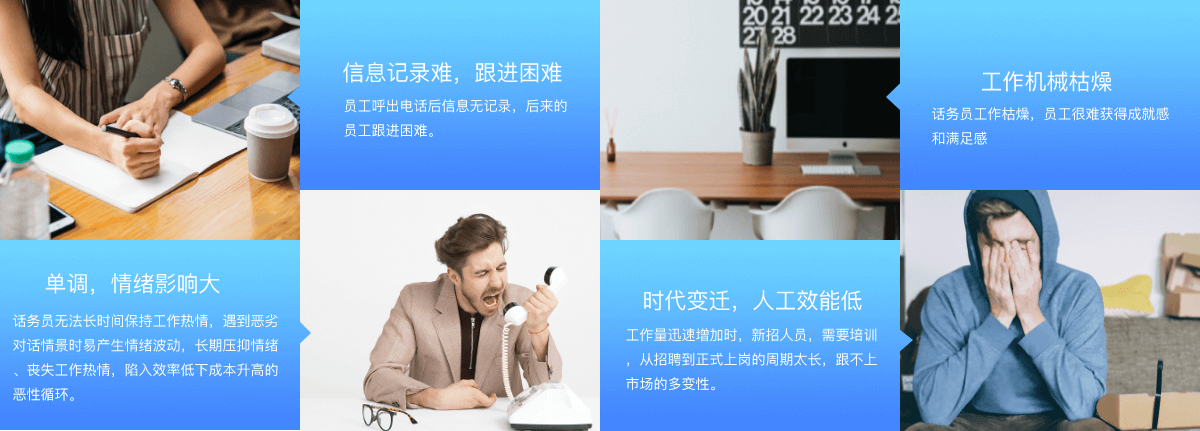 信息记录难，跟进困难
员工呼出电话后信息无记录，后来的
员工跟进困难。
20 21 22 23 24 25
27 28
工作机械枯燥
话务员工作枯燥，员工很难获得成就感
和满足感
单调，情绪影响大
话务员无法长时间保持工作热情，遇到恶劣
对话情景时易产生情绪波动，长期压抑情绪
、丧失工作热情，陷入效率低下成本升高的
恶性循环。
时代变迁，人工效能低
工作量迅速增加时，新招人员，需要培训
，从招聘到正式上岗的周期太长，跟不上
市场的多变性。